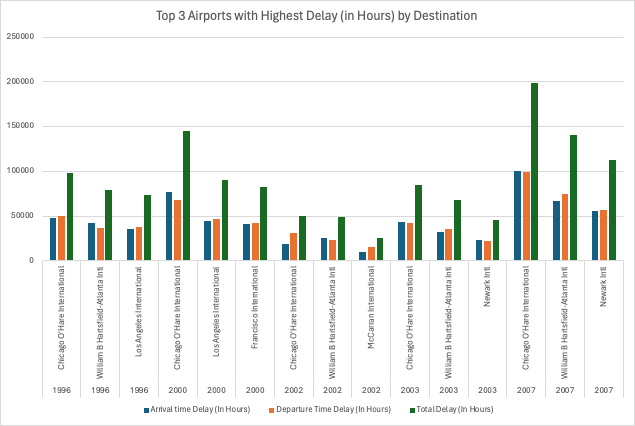 Top 3 Airports with Highest Delay (in Hours) by Destination
250000
200000
150000
100000
50000
0
Chicago O'Hare International
William B Hartsfield-Atlanta Intl
Los Angeles International
Chicago O'Hare International
Los Angeles International
Francisco International
Chicago O'Hare International
William B Hartsfield-Atlanta Intl
McCarran International
Chicago O'Hare International
William B Hartsfield-Atlanta Intl
Newark Intl
Chicago O'Hare International
William B Hartsfield-Atlanta Intl
Newark Intl
1996 1996 1996 2000 2000 2000 2002 2002 2002 2003 2003 2003 2007 2007 2007
Arrival time Delay (In Hours) Departure Time Delay (In Hours) Total Delay (In Hours)